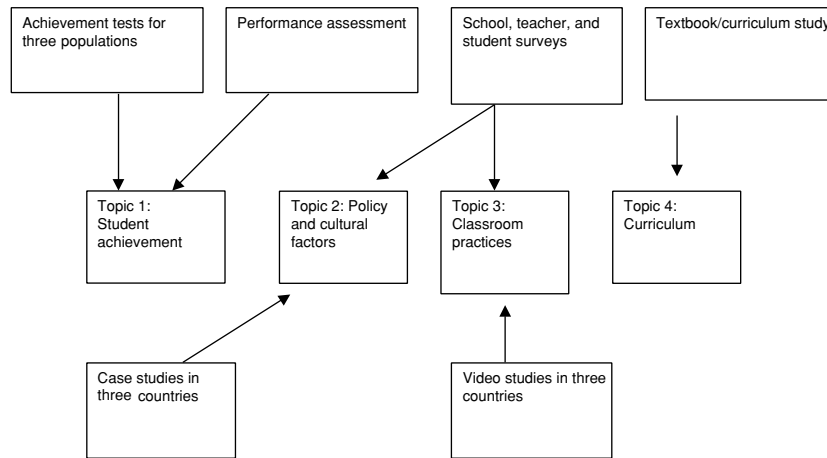 Achievement tests for
three populations
Performance assessment
School, teacher, and
student surveys
Textbook/curriculum study
Topic 1:
Student
achievement
Topic 2: Policy
and cultural
factors
Topic 3:
Classroom
practices
Topic 4:
Curriculum
Case studies in
three countries
Video studies in three
countries